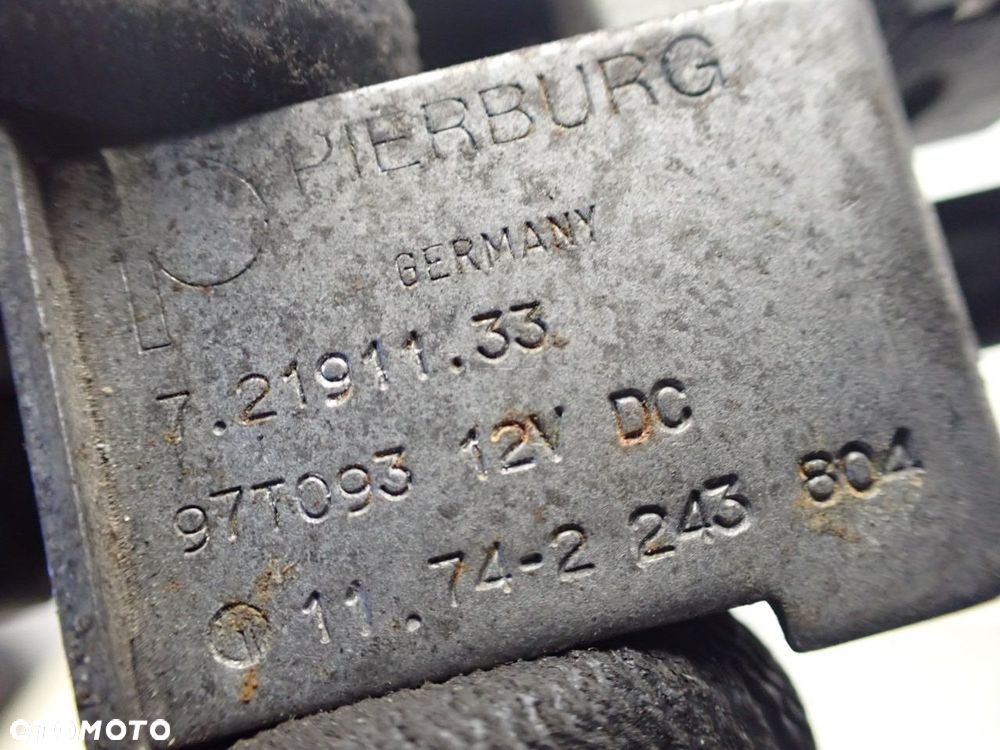 PIERBURG
GERMANY
7.21911.33
97T093 12V DC
11.74-2 243 804
OTOMOTO